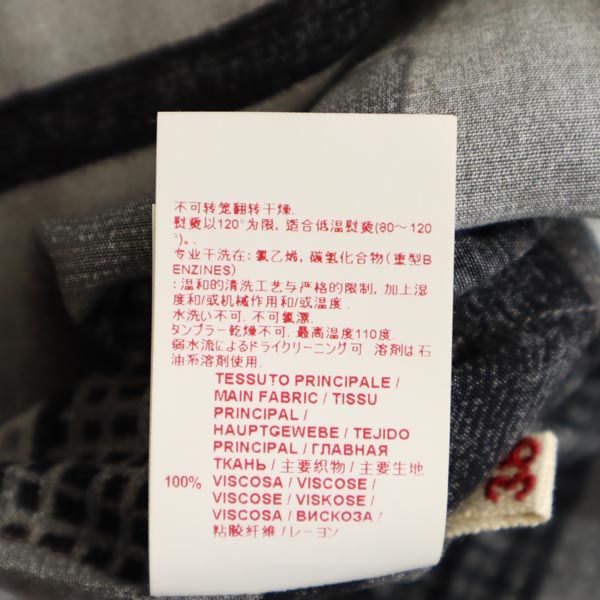 不可转笼翻转干燥.
熨烫以120°为限, 适合低温熨烫(80～120
°)。.
专业干洗在: 氯乙烯, 碳氢化合物（重型B
ENZINES）
: 温和的清洗工艺与严格的限制, 加上湿
度和/或机械作用和/或温度 .
水洗い不可. 不可氯漂.
タンブラー乾燥不可. 最高温度110度.
弱水流によるドライクリーニング可 溶剤は石
油系溶剤使用.
TESSUTO PRINCIPALE /
MAIN FABRIC / TISSU
PRINCIPAL /
HAUPTGEWEBE / TEJIDO
PRINCIPAL / ГЛАВНАЯ
ТКАНЬ / 主要织物 / 主要生地
100% VISCOSA / VISCOSE /
VISCOSE / VISKOSE /
VISCOSA / ВИСКОЗА /
粘胶纤维 / レーヨン
38